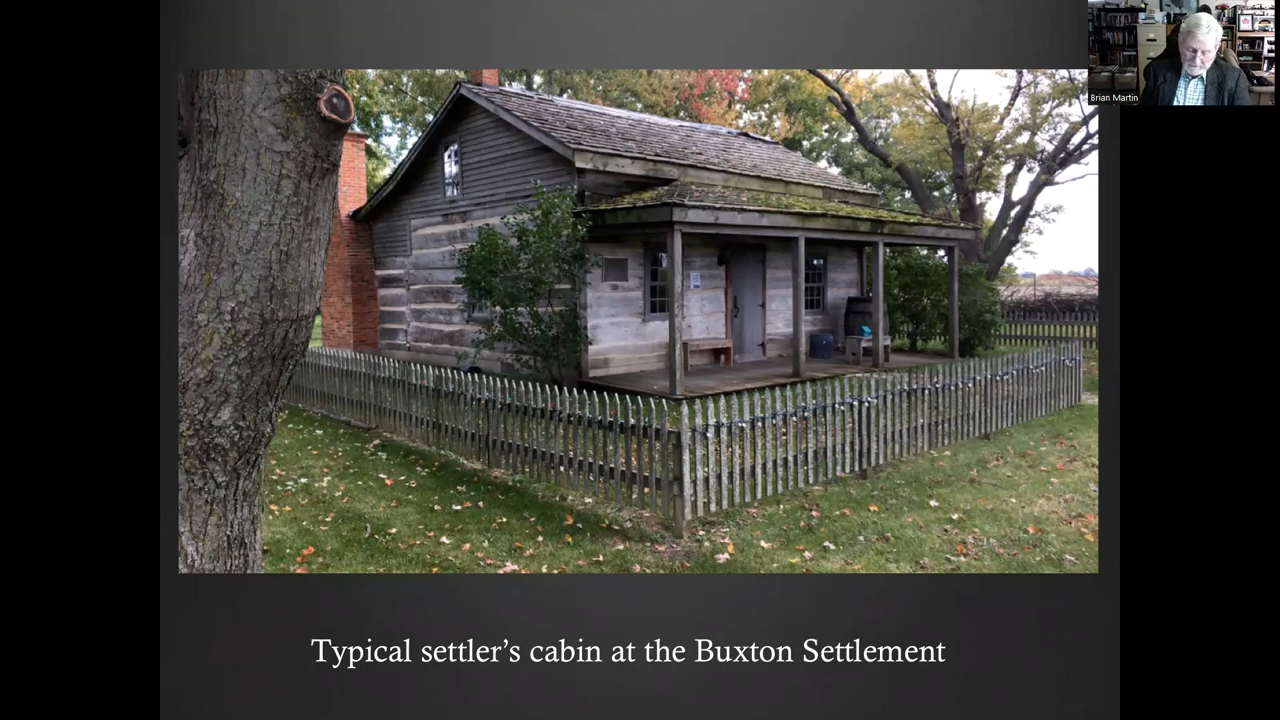 Brian Martin
Typical settler’s cabin at the Buxton Settlement